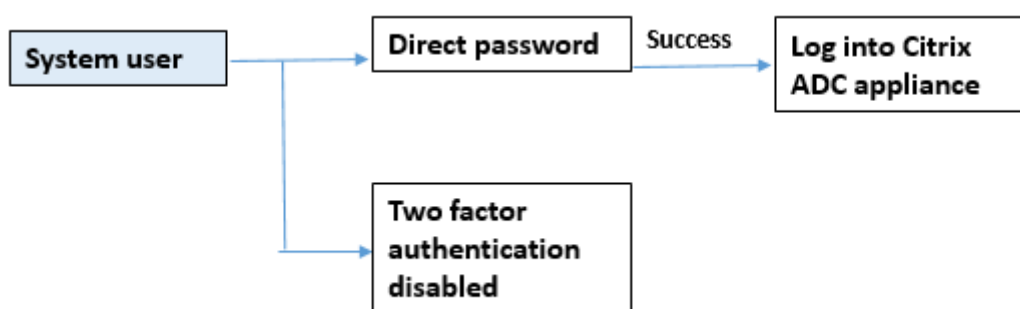 System user
Direct password
Success
Log into Citrix
ADC appliance
Two factor
authentication
disabled